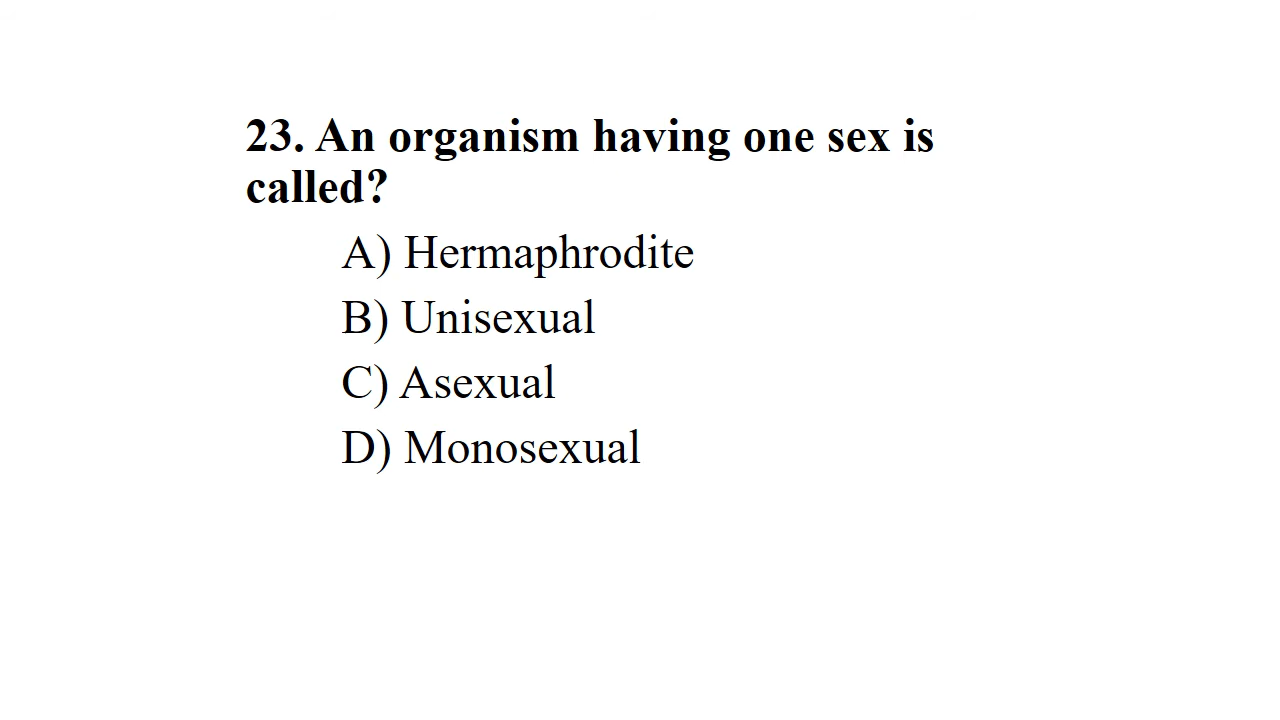 23. An organism having one sex is
called?
A) Hermaphrodite
B) Unisexual
C) Asexual
D) Monosexual